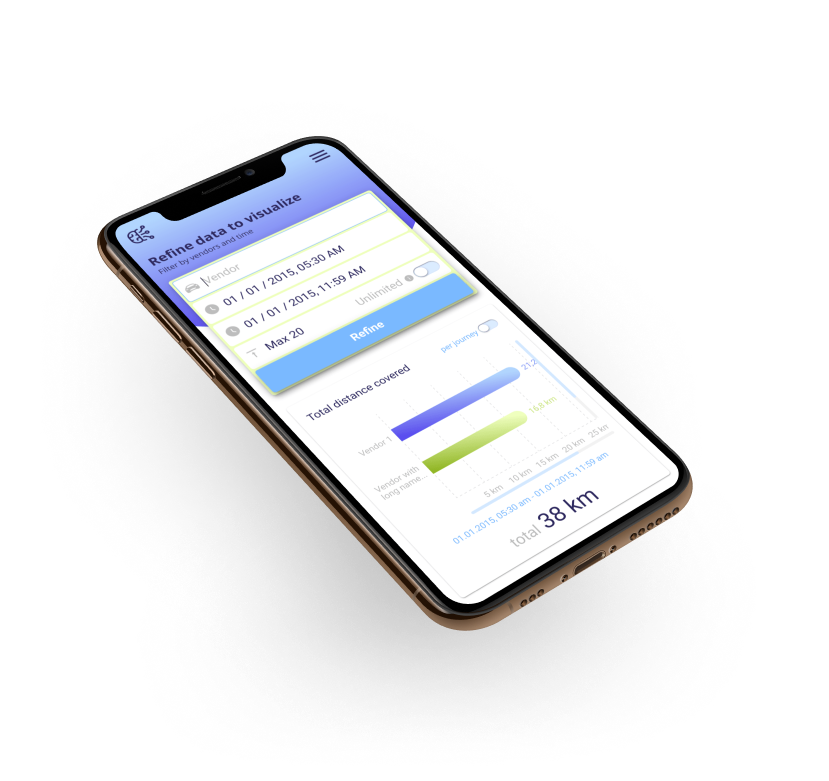 Refine data to visualize
Filter by vendors and time
Vendor
01 / 01 / 2015, 05:30 AM
01 / 01 / 2015, 11:59 AM
Max 20 Unlimited
Refine
per journey
Total distance covered
Vendor 1
21,2
Vendor with
long name...
16,8 km
5 km 10 km 15 km 20 km 25 km
01.01.2015, 05:30 am - 01.01.2015, 11:59 am
total 38 km